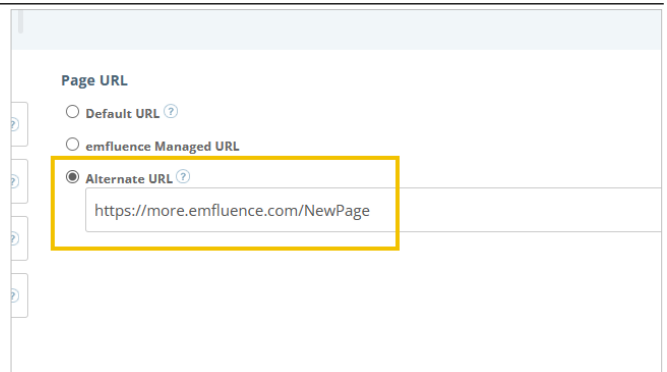 Page URL
Default URL ?
emfluence Managed URL
Alternate URL ?
https://more.emfluence.com/NewPage
?
?
?
?